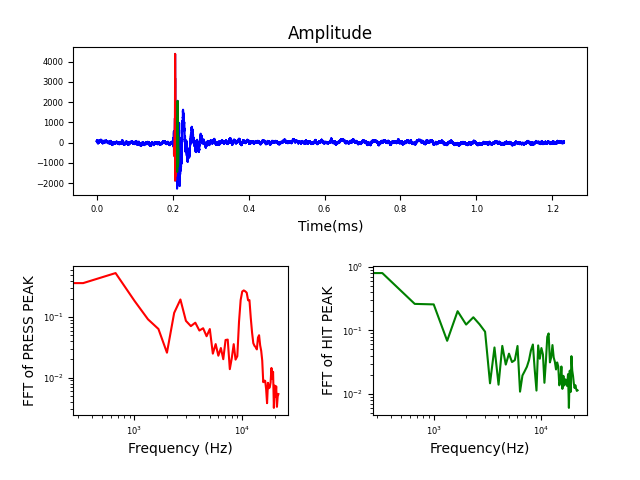 Amplitude
4000
3000
2000
1000
0
−1000
−2000
0.0 0.2 0.4 0.6 0.8 1.0 1.2
Time(ms)
FFT of PRESS PEAK
10⁻¹
10⁻²
10³ 10⁴
Frequency (Hz)
FFT of HIT PEAK
10⁰
10⁻¹
10⁻²
10³ 10⁴
Frequency(Hz)